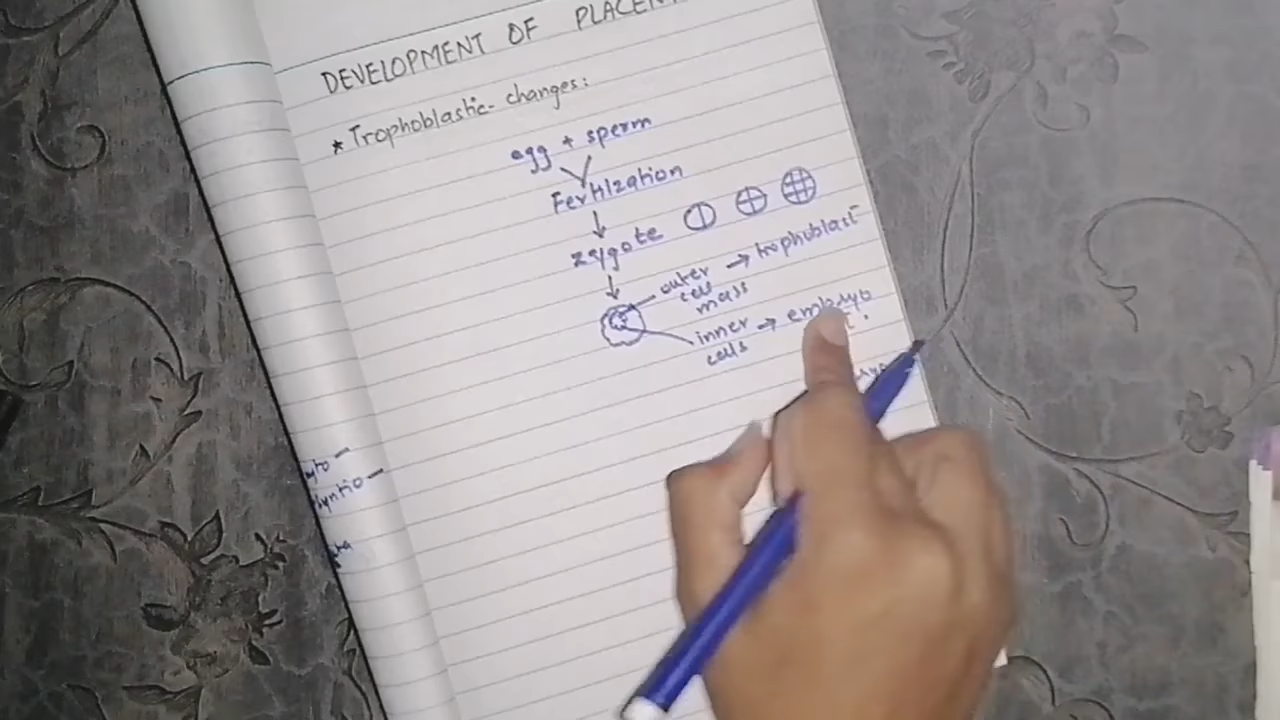 DEVELOPMENT OF
* Trophoblastic changes:
egg + sperm
Fertilization
zygote
outer cell mass → trophoblast
inner cells → embryo